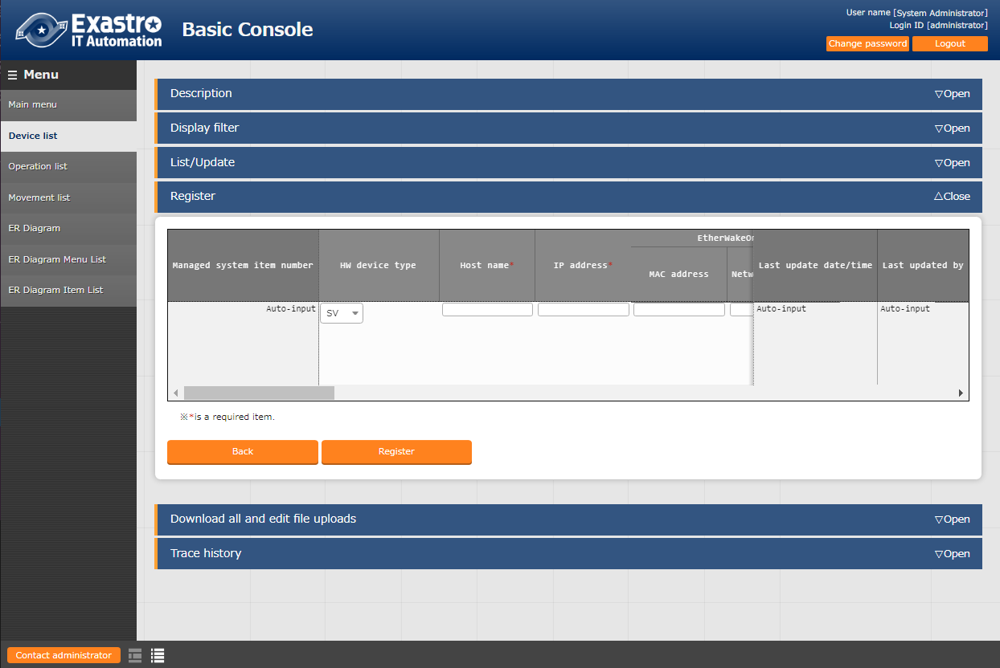 Exastro
IT Automation
Basic Console
User name [System Administrator]
Login ID [administrator]
Change password
Logout
Menu
Main menu
Device list
Operation list
Movement list
ER Diagram
ER Diagram Menu List
ER Diagram Item List
Description
▽Open
Display filter
▽Open
List/Update
▽Open
Register
△Close
Managed system item number
HW device type
Host name*
IP address*
EtherWakeOn
MAC address
Netw
Last update date/time
Last updated by
Auto-input
SV
Auto-input
Auto-input
※*is a required item.
Back
Register
Download all and edit file uploads
▽Open
Trace history
▽Open
Contact administrator